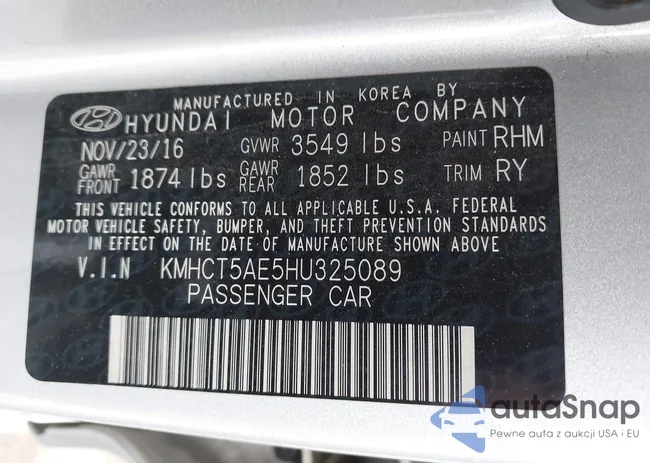 MANUFACTURED IN KOREA BY
HYUNDAI MOTOR COMPANY
NOV/23/16 GVWR 3549 lbs PAINT RHM
GAWR FRONT 1874 lbs GAWR REAR 1852 lbs TRIM RY
THIS VEHICLE CONFORMS TO ALL APPLICABLE U.S.A. FEDERAL
MOTOR VEHICLE SAFETY, BUMPER, AND THEFT PREVENTION STANDARDS
IN EFFECT ON THE DATE OF MANUFACTURE SHOWN ABOVE
V.I.N KMHCT5AE5HU325089
PASSENGER CAR
autaSnap
Pewne auta z aukcji USA i EU